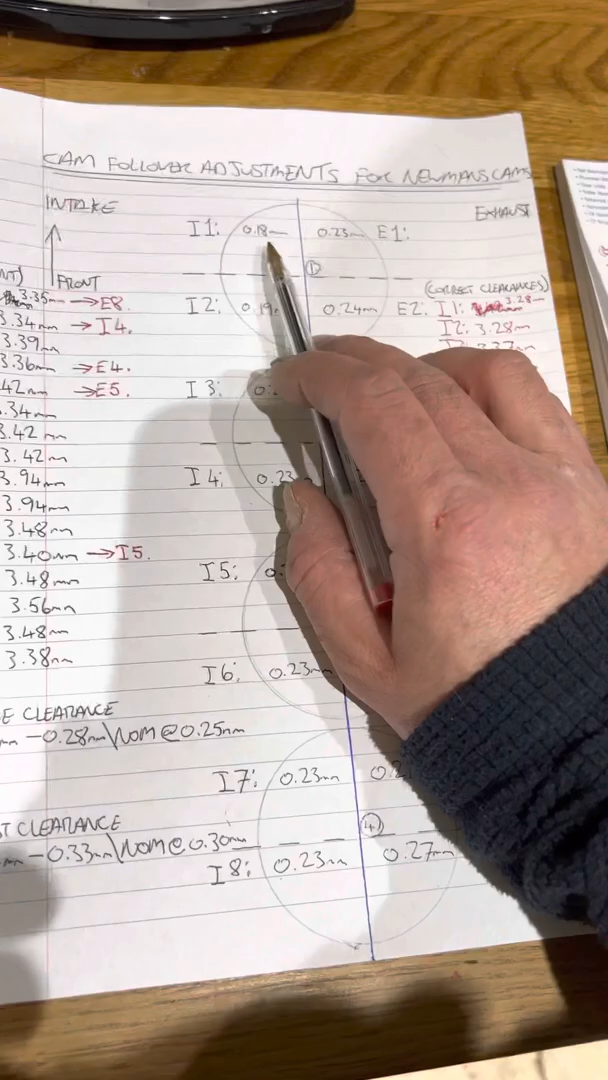 CAM FOLLOWER ADJUSTMENTS FOR NEWMANS CAMS
INTAKE
EXHAUST
I1: 0.18mm 0.23mm E1:
①
FRONT
(CORRECT CLEARANCES)
3.35mm → E8.
I2: 0.19 0.24mm E2.
I1: 3.28mm
3.34mm → I4.
I2: 3.28mm
3.39mm
3.36mm → E4.
42mm → E5.
I3:
.34mm
3.42mm
3.42mm
3.94mm
I4: 0.23
3.94mm
3.48mm
3.40mm → I5.
3.48mm
I5:
3.56mm
3.48mm
3.38mm
I6: 0.23mm
E CLEARANCE
-0.28mm\NOM @ 0.25mm
I7: 0.23mm
ST CLEARANCE
④
-0.33mm\NOM @ 0.30mm
I8: 0.23mm 0.27mm